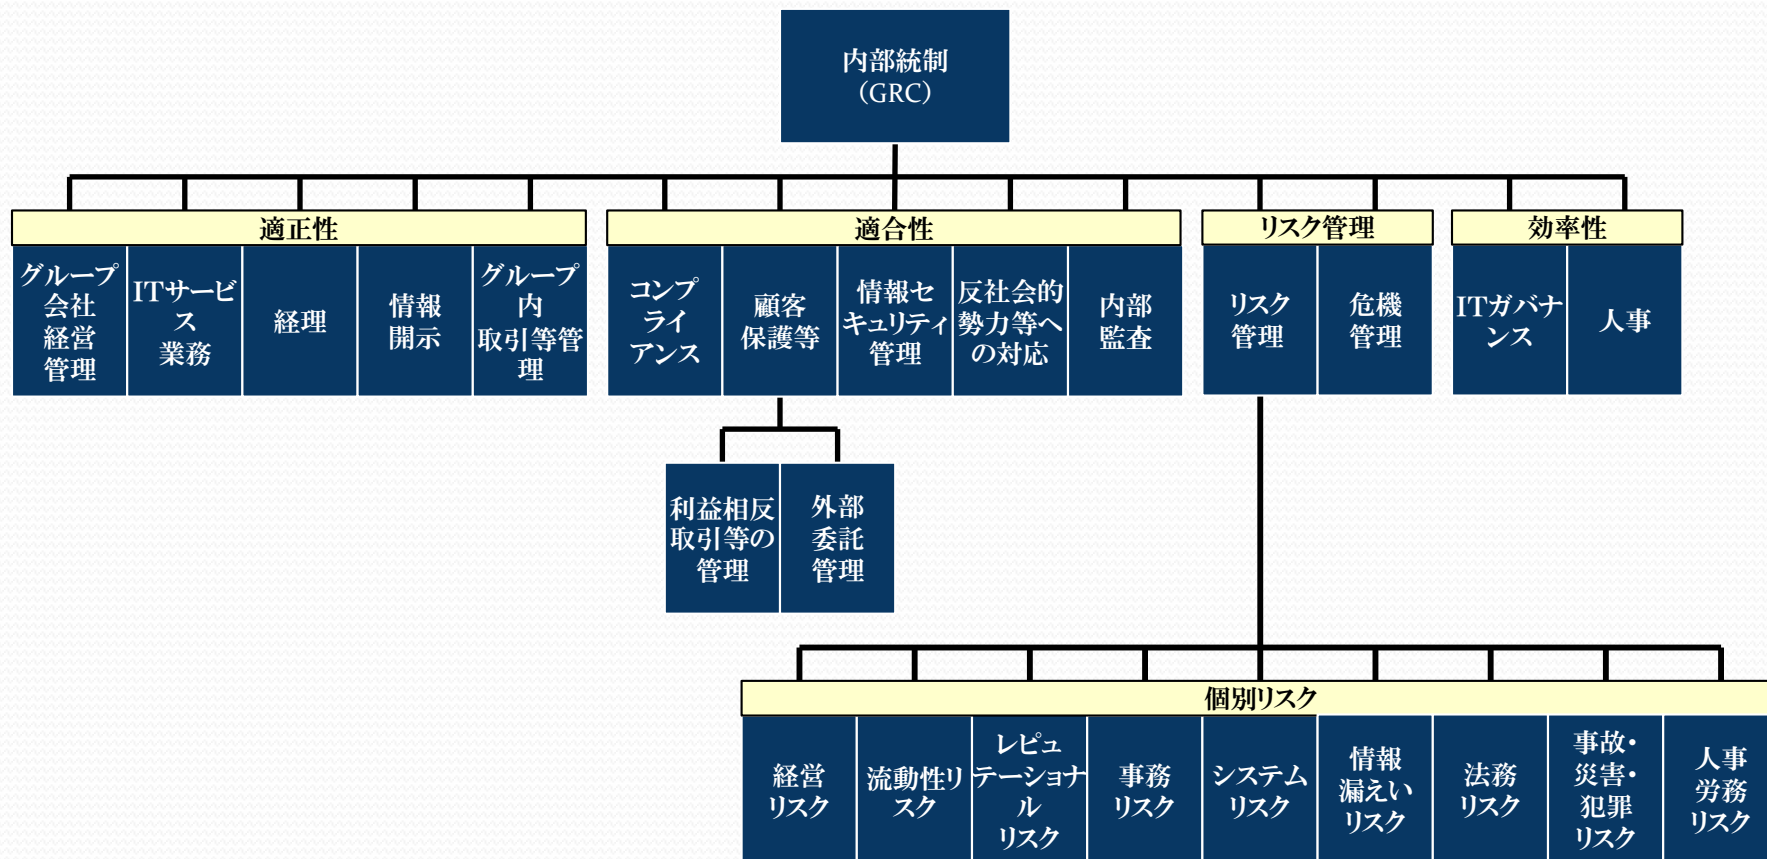 内部統制
（GRC）
適正性
グループ
会社
経営
管理
ITサービ
ス
業務
経理
情報
開示
グループ
内
取引等管
理
適合性
コンプ
ライ
アンス
顧客
保護等
情報セ
キュリティ
管理
反社会的
勢力等へ
の対応
内部
監査
リスク管理
リスク
管理
危機
管理
効率性
ITガバナ
ンス
人事
利益相反
取引等の
管理
外部
委託
管理
個別リスク
経営
リスク
流動性リ
スク
レピュ
テーショナ
ル
リスク
事務
リスク
システム
リスク
情報
漏えい
リスク
法務
リスク
事故・
災害・
犯罪
リスク
人事
労務
リスク